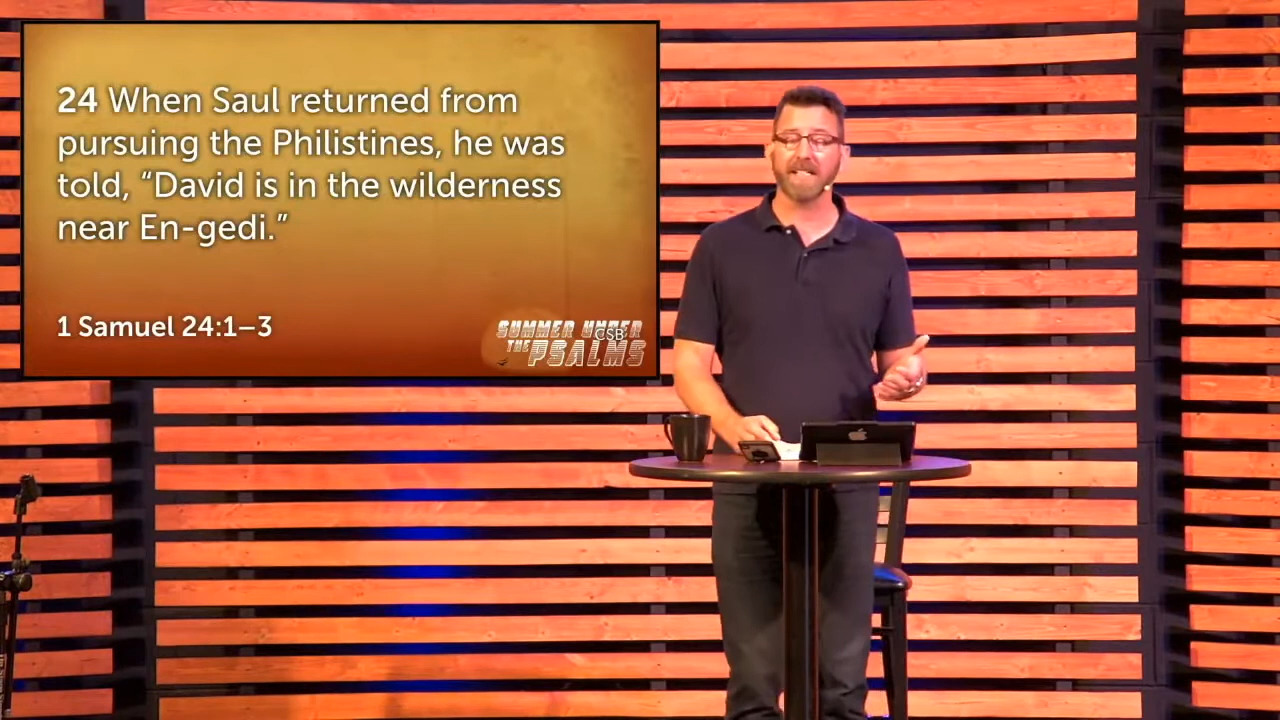 24 When Saul returned from
pursuing the Philistines, he was
told, “David is in the wilderness
near En-gedi.”
1 Samuel 24:1–3
SUMMER UNDER
CSB
THE PSALMS